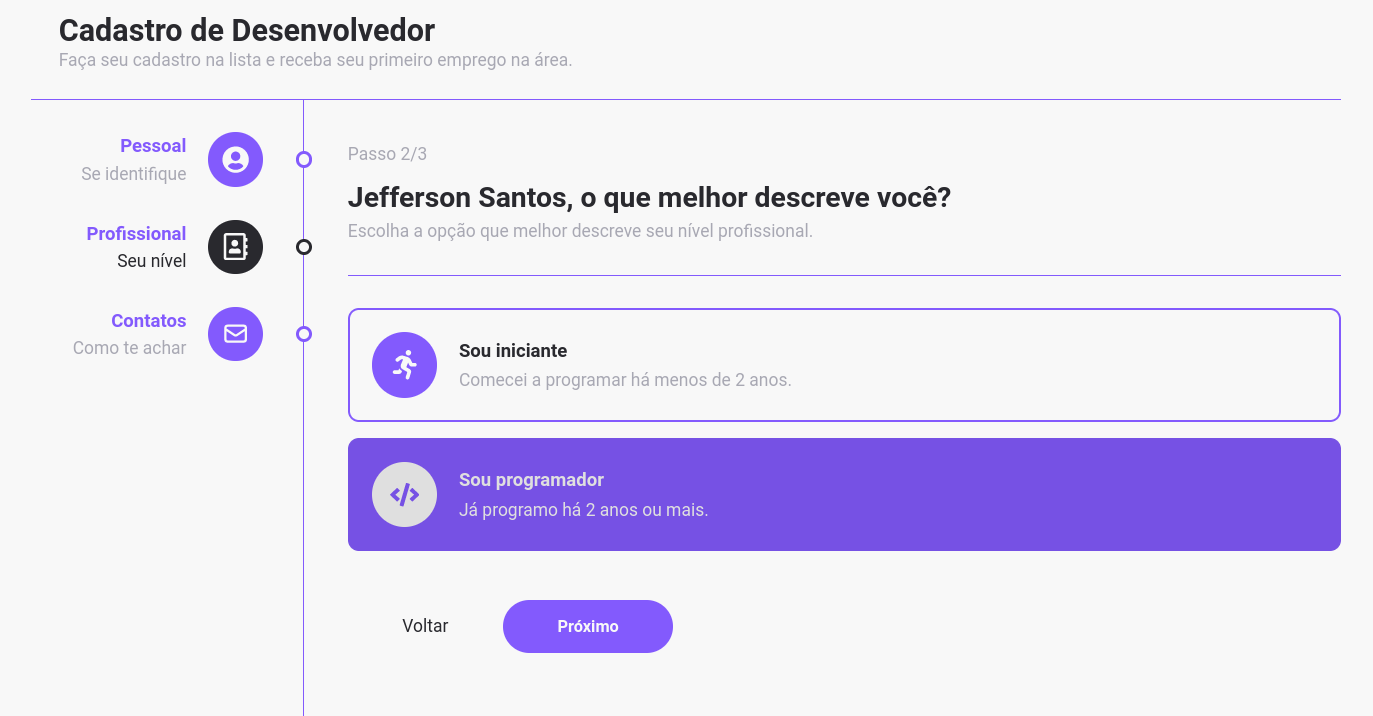 Cadastro de Desenvolvedor
Faça seu cadastro na lista e receba seu primeiro emprego na área.
Pessoal
Se identifique
Profissional
Seu nível
Contatos
Como te achar
Passo 2/3
Jefferson Santos, o que melhor descreve você?
Escolha a opção que melhor descreve seu nível profissional.
Sou iniciante
Comecei a programar há menos de 2 anos.
Sou programador
Já programo há 2 anos ou mais.
Voltar
Próximo